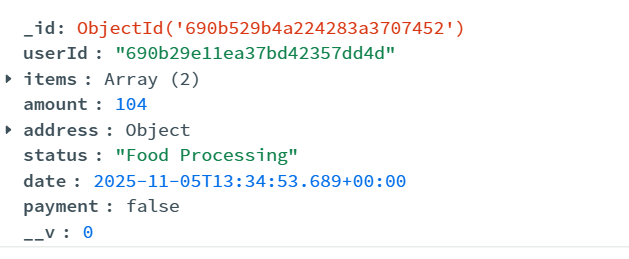 _id: ObjectId('690b529b4a224283a3707452')
userId : "690b29e11ea37bd42357dd4d"
items : Array (2)
amount : 104
address : Object
status : "Food Processing"
date : 2025-11-05T13:34:53.689+00:00
payment : false
__v : 0